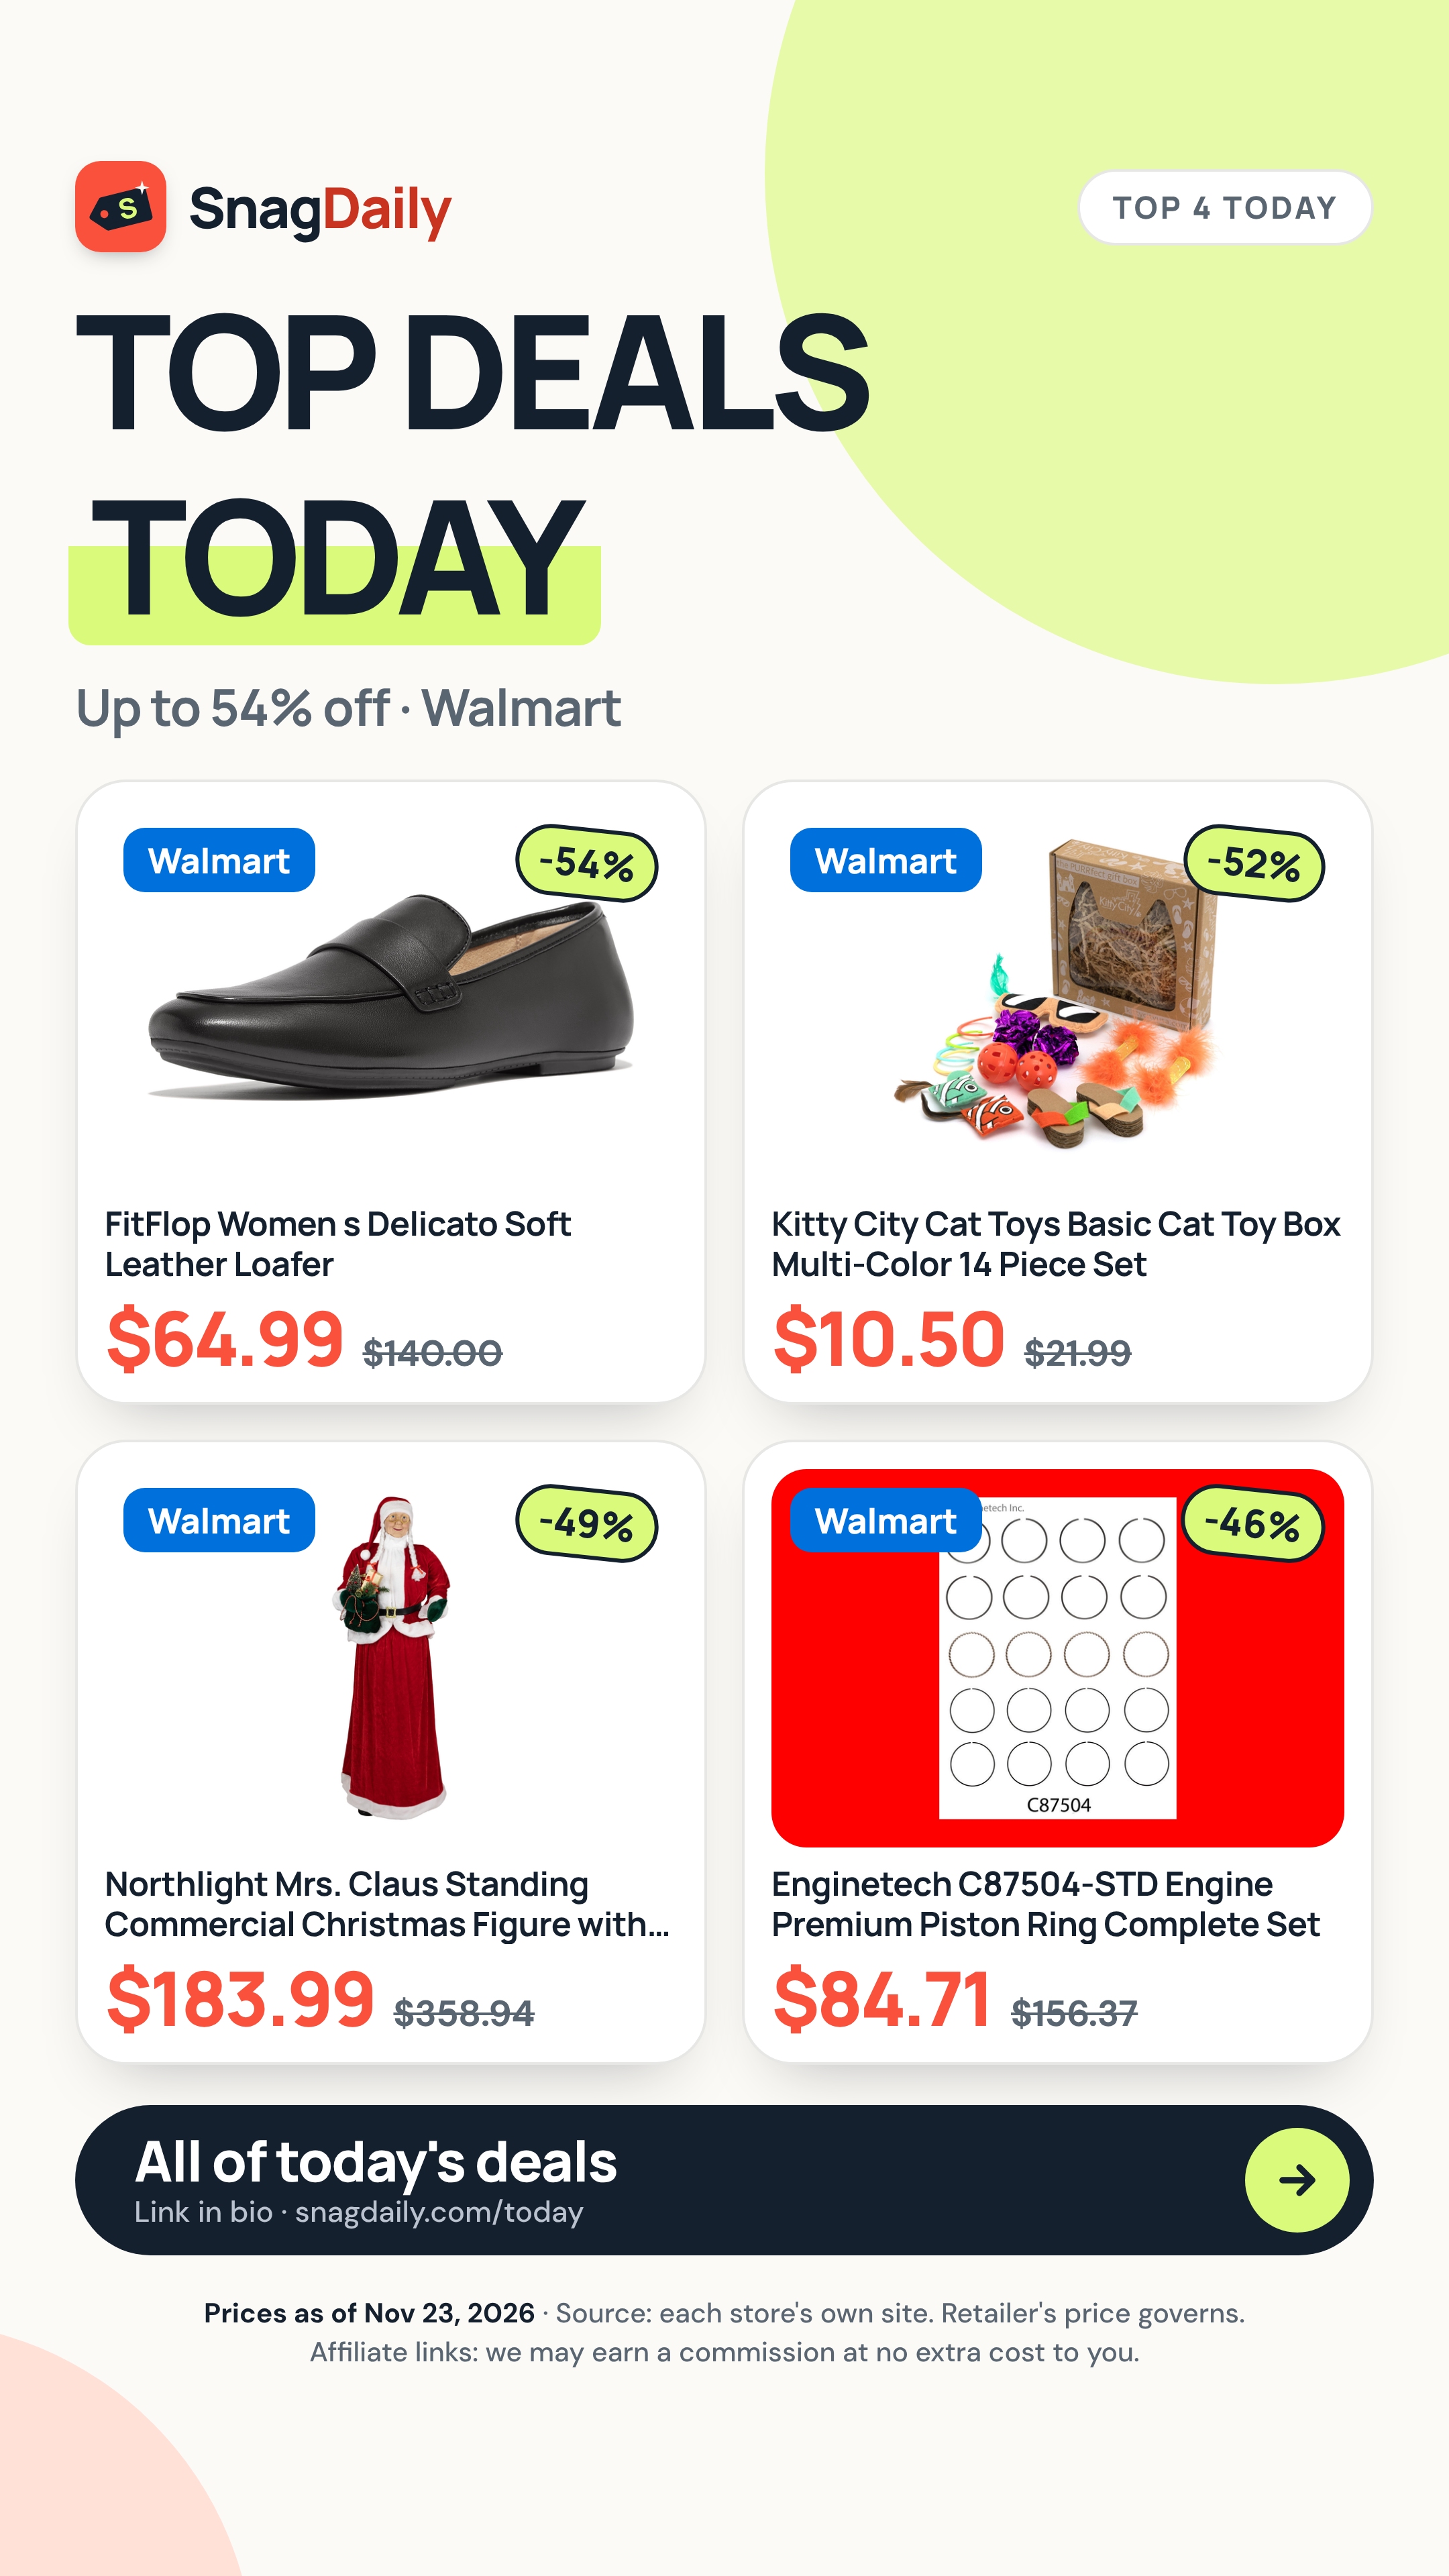 SnagDaily
TOP 4 TODAY
TOP DEALS
TODAY
Up to 54% off · Walmart
Walmart
-54%
FitFlop Women s Delicato Soft
Leather Loafer
$64.99 $140.00
Walmart
-52%
KittyCity
Kitty City Cat Toys Basic Cat Toy Box
Multi-Color 14 Piece Set
$10.50 $21.99
Walmart
-49%
Northlight Mrs. Claus Standing
Commercial Christmas Figure with...
$183.99 $358.94
Walmart
-46%
Inc.
C87504
Enginetech C87504-STD Engine
Premium Piston Ring Complete Set
$84.71 $156.37
All of today's deals
Link in bio · snagdaily.com/today
Prices as of Nov 23, 2026 · Source: each store's own site. Retailer's price governs.
Affiliate links: we may earn a commission at no extra cost to you.